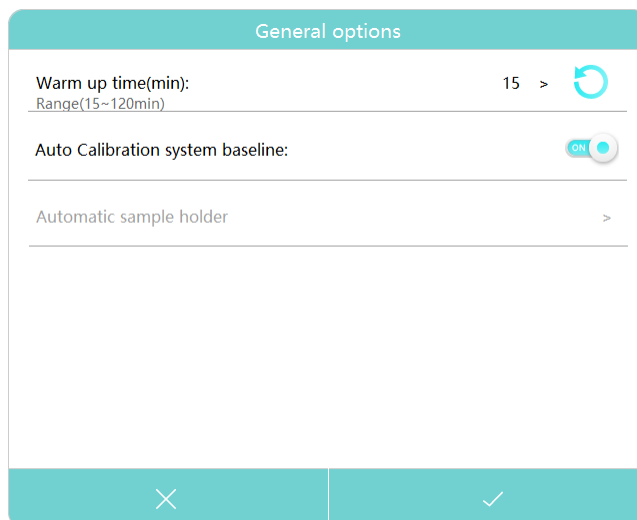 General options
Warm up time(min): 15 >
Range(15~120min)
Auto Calibration system baseline: ON
Automatic sample holder >